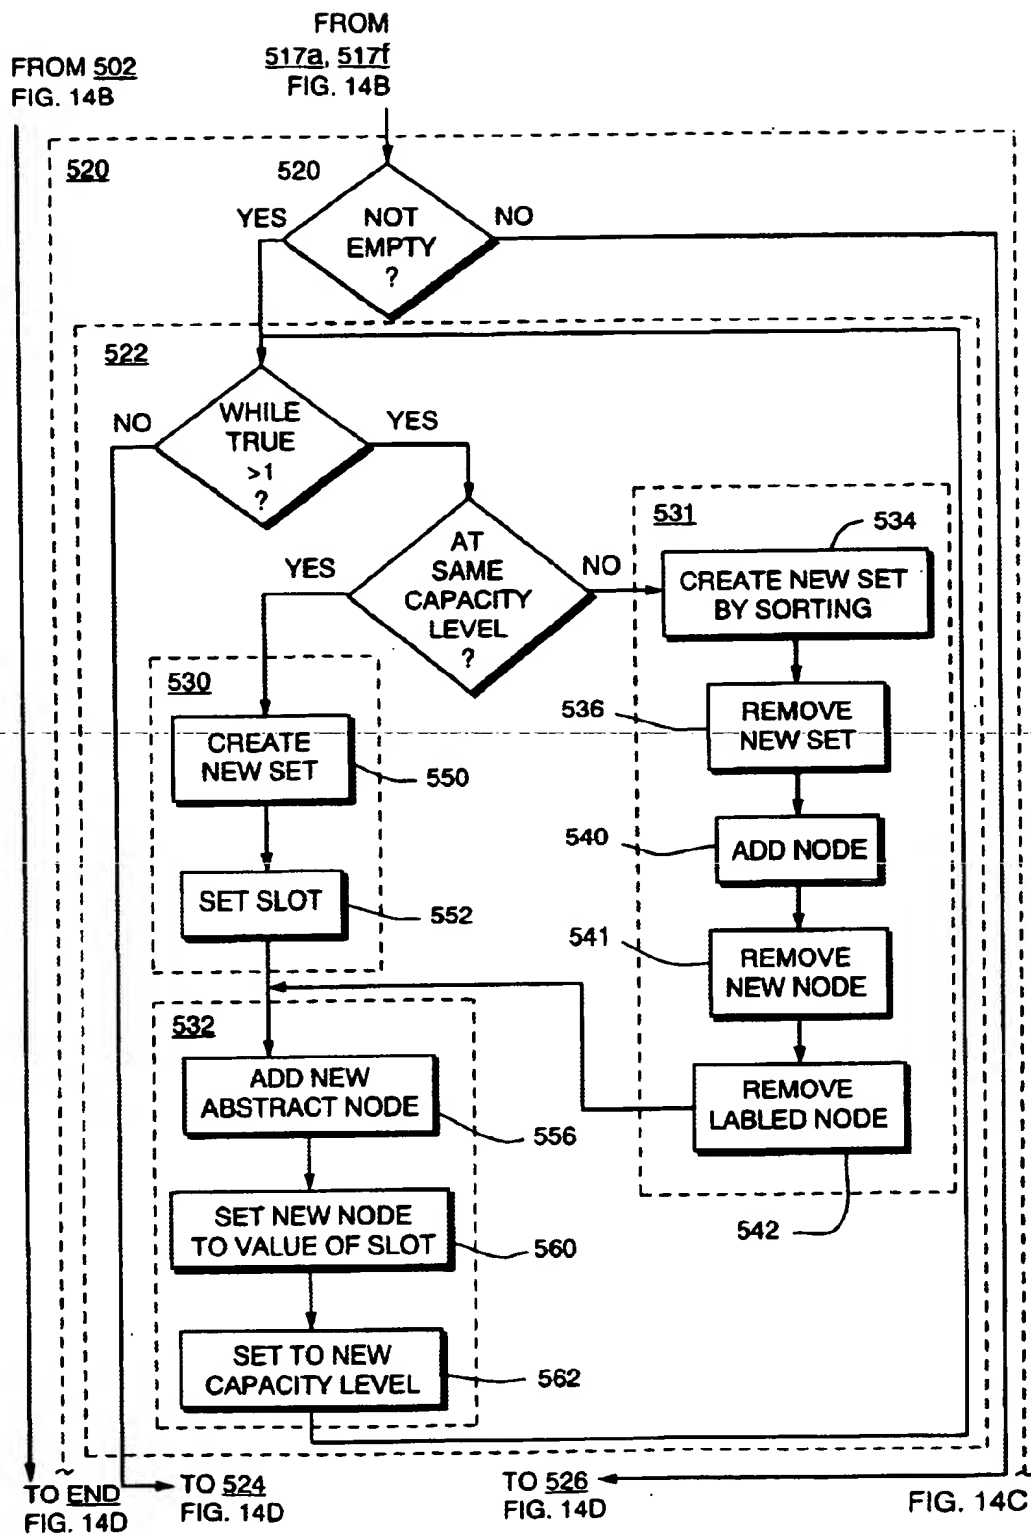 FROM 502
FIG. 14B
FROM
517a, 517f
FIG. 14B
520
520
YES
NOT
EMPTY
?
NO
522
NO
WHILE
TRUE
>1
?
YES
YES
AT
SAME
CAPACITY
LEVEL
?
NO
531
534
CREATE NEW SET
BY SORTING
530
CREATE
NEW SET
550
536
REMOVE
NEW SET
540
ADD NODE
SET SLOT
552
541
REMOVE
NEW NODE
532
ADD NEW
ABSTRACT NODE
556
REMOVE
LABLED NODE
542
SET NEW NODE
TO VALUE OF SLOT
560
SET TO NEW
CAPACITY LEVEL
562
TO END
FIG. 14D
TO 524
FIG. 14D
TO 526
FIG. 14D
FIG. 14C